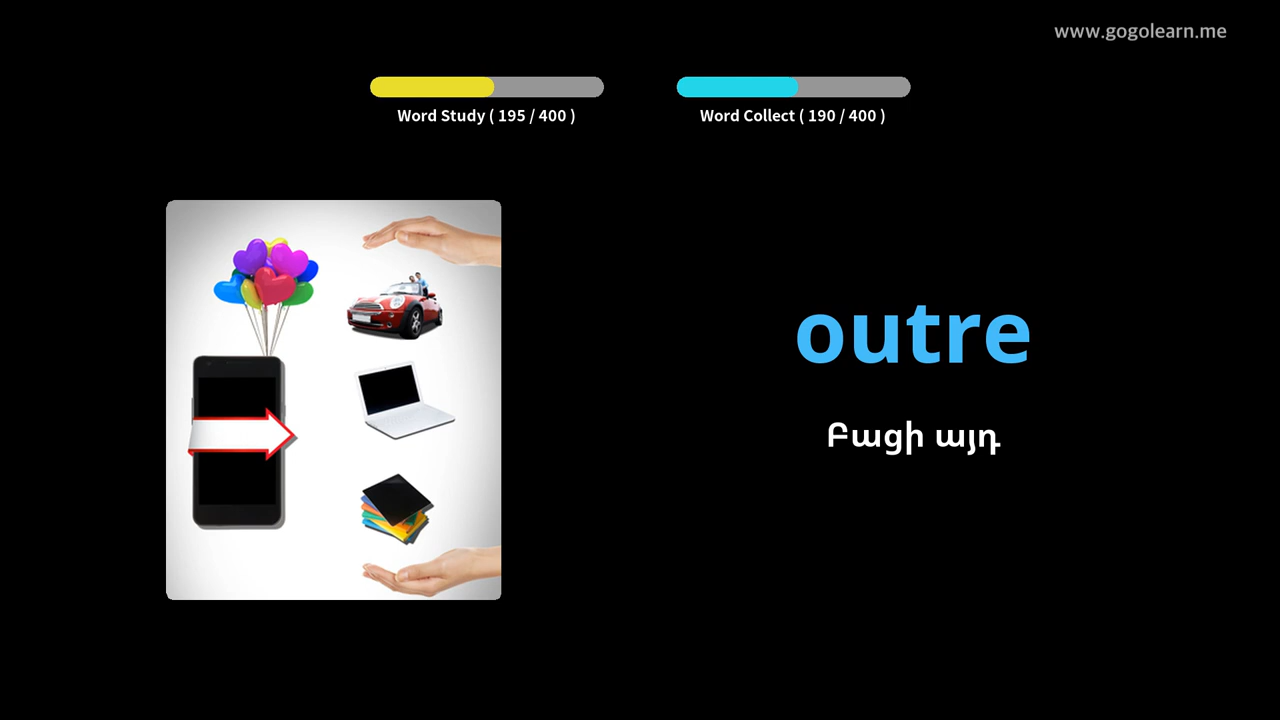 www.gogolearn.me
Word Study ( 195 / 400 )
Word Collect ( 190 / 400 )
outre
Բացի այդ